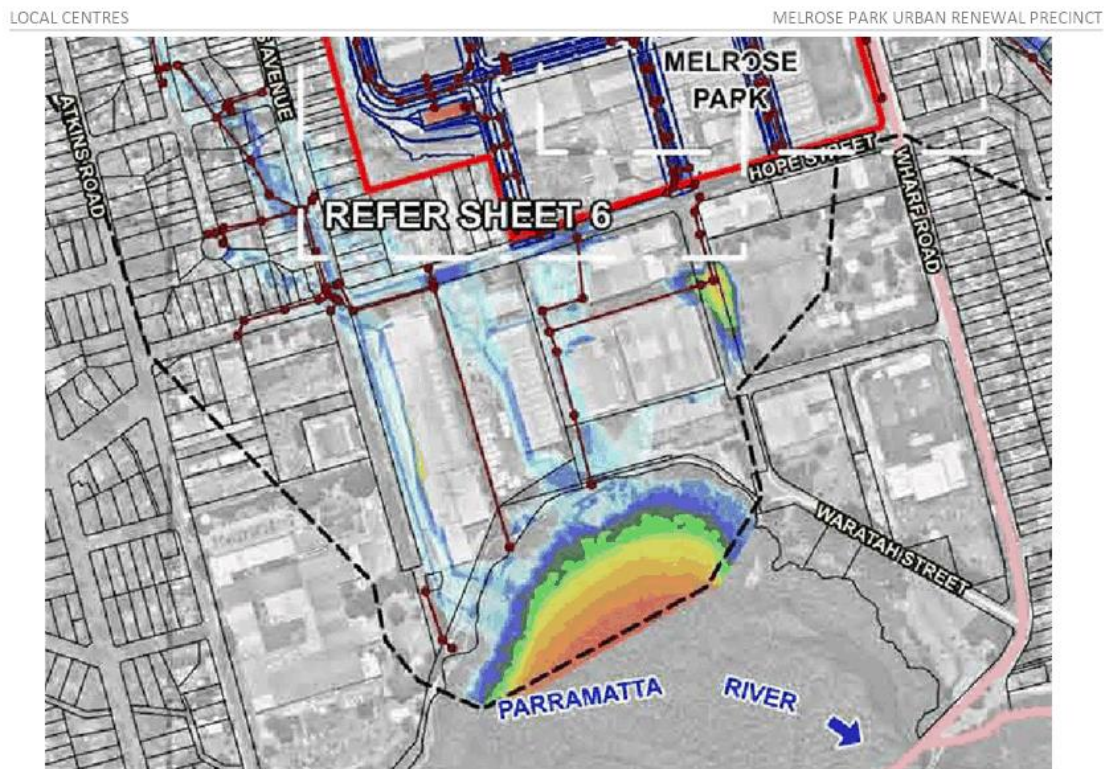 LOCAL CENTRES
MELROSE PARK URBAN RENEWAL PRECINCT
MELROSE
PARK
AVENUE
ATKINS ROAD
HOPE STREET
WHARF ROAD
REFER SHEET 6
WARATAH STREET
PARRAMATTA
RIVER